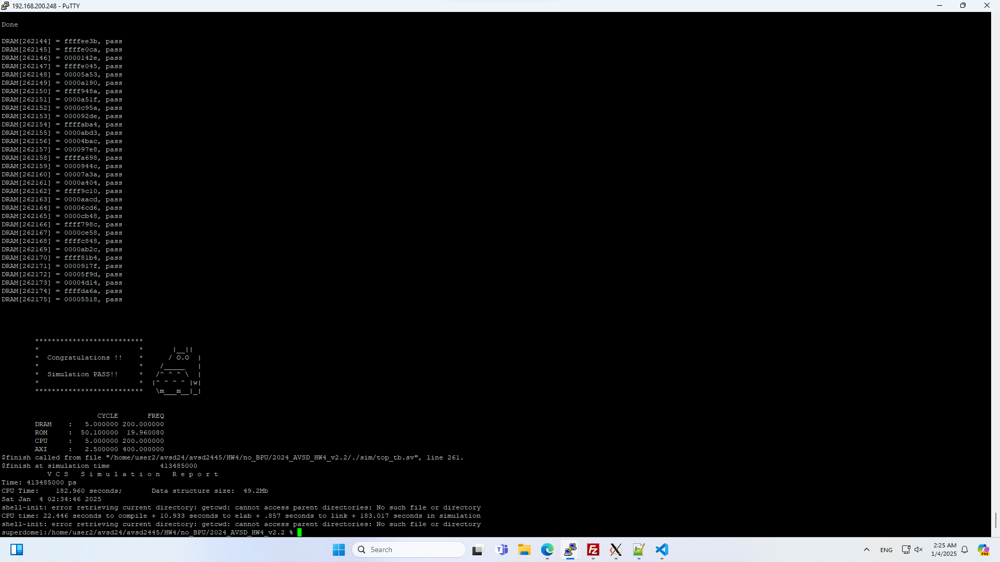 192.168.200.248 - PuTTY
Done
DRAM[262144] = ffffee3b, pass
DRAM[262145] = ffffe0ca, pass
DRAM[262146] = 0000142e, pass
DRAM[262147] = ffffe045, pass
DRAM[262148] = 00005a53, pass
DRAM[262149] = 0000a190, pass
DRAM[262150] = ffff948a, pass
DRAM[262151] = 0000a51f, pass
DRAM[262152] = 0000c95a, pass
DRAM[262153] = 000092de, pass
DRAM[262154] = ffffaba4, pass
DRAM[262155] = 0000abd3, pass
DRAM[262156] = 00004bac, pass
DRAM[262157] = 000097e8, pass
DRAM[262158] = ffffa698, pass
DRAM[262159] = 0000944c, pass
DRAM[262160] = 00007a3a, pass
DRAM[262161] = 0000a404, pass
DRAM[262162] = ffff9c10, pass
DRAM[262163] = 0000aacd, pass
DRAM[262164] = 00006cd6, pass
DRAM[262165] = 0000cb48, pass
DRAM[262166] = ffff798c, pass
DRAM[262167] = 0000ce58, pass
DRAM[262168] = ffffc848, pass
DRAM[262169] = 0000ab2c, pass
DRAM[262170] = ffff81b4, pass
DRAM[262171] = 0000917f, pass
DRAM[262172] = 00005f9d, pass
DRAM[262173] = 00004d14, pass
DRAM[262174] = ffffda6a, pass
DRAM[262175] = 00005518, pass
**************************
*                        *       |__||
*  Congratulations !!    *      / O.O  |
*                        *    /_____   |
*  Simulation PASS!!     *   /^ ^ ^ \  |
*                        *  |^ ^ ^ ^ |w|
**************************   \m___m__|_|
CYCLE       FREQ
DRAM    :   5.000000 200.000000
ROM     :  50.100000  19.960080
CPU     :   5.000000 200.000000
AXI     :   2.500000 400.000000
$finish called from file "/home/user2/avsd24/avsd2445/HW4/no_BPU/2024_AVSD_HW4_v2.2/./sim/top_tb.sv", line 261.
$finish at simulation time            413485000
V C S   S i m u l a t i o n   R e p o r t
Time: 413485000 ps
CPU Time:    182.960 seconds;       Data structure size:  49.2Mb
Sat Jan  4 02:34:46 2025
shell-init: error retrieving current directory: getcwd: cannot access parent directories: No such file or directory
CPU time: 22.446 seconds to compile + 10.933 seconds to elab + .857 seconds to link + 183.017 seconds in simulation
shell-init: error retrieving current directory: getcwd: cannot access parent directories: No such file or directory
superdome1:/home/user2/avsd24/avsd2445/HW4/no_BPU/2024_AVSD_HW4_v2.2 %
Search
ENG
2:25 AM
1/4/2025
PRE